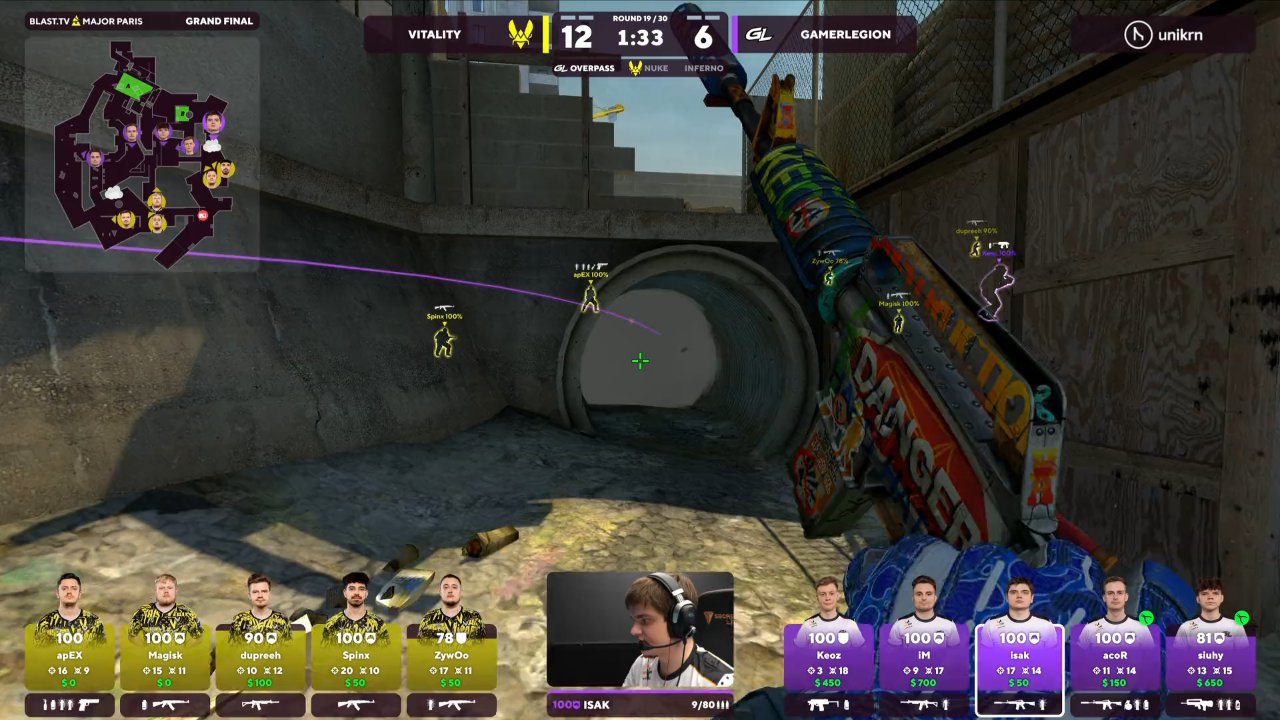 BLAST.TV MAJOR PARIS GRAND FINAL
VITALITY 12 ROUND 19 / 30 1:33 6 GL GAMERLEGION
unikrn
GL OVERPASS NUKE INFERNO
dupreeh 90%
Keoz 100%
ZywOo 78%
apEX 100%
Magisk 100%
Spinx 100%
DANGER
100 100 90 100 78
apEX Magisk dupreeh Spinx ZywOo
16 9 15 11 10 12 20 10 17 11
$ 0 $ 0 $ 100 $ 50 $ 50
100 ISAK 9/80
100 100 100 100 81
Keoz iM isak acoR siuhy
3 18 9 17 17 14 11 14 13 15
$ 450 $ 700 $ 50 $ 150 $ 650